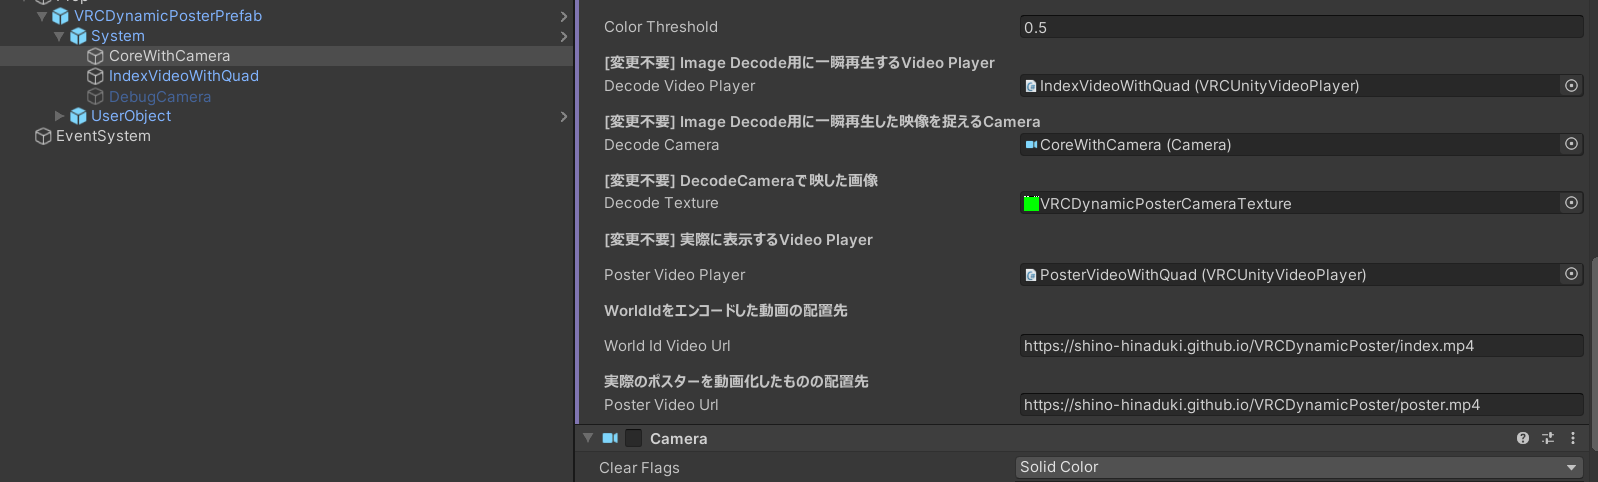 VRCDynamicPosterPrefab
System
CoreWithCamera
IndexVideoWithQuad
DebugCamera
UserObject
EventSystem
Color Threshold
0.5
[変更不要] Image Decode用に一瞬再生するVideo Player
Decode Video Player
IndexVideoWithQuad (VRCUnityVideoPlayer)
[変更不要] Image Decode用に一瞬再生した映像を捉えるCamera
Decode Camera
CoreWithCamera (Camera)
[変更不要] DecodeCameraで映した画像
Decode Texture
VRCDynamicPosterCameraTexture
[変更不要] 実際に表示するVideo Player
Poster Video Player
PosterVideoWithQuad (VRCUnityVideoPlayer)
WorldIdをエンコードした動画の配置先
World Id Video Url
https://shino-hinaduki.github.io/VRCDynamicPoster/index.mp4
実際のポスターを動画化したものの配置先
Poster Video Url
https://shino-hinaduki.github.io/VRCDynamicPoster/poster.mp4
Camera
Clear Flags
Solid Color